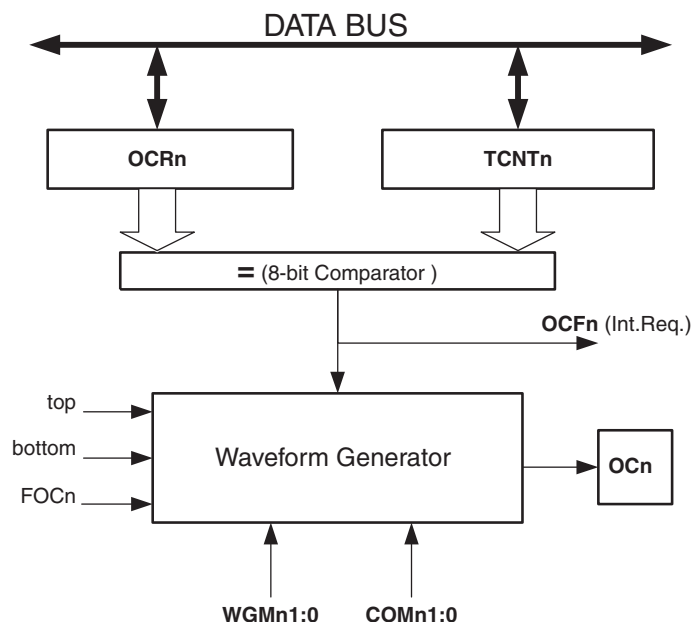 DATA BUS
OCRn
TCNTn
= (8-bit Comparator )
OCFn (Int.Req.)
top
bottom
FOCn
Waveform Generator
OCn
WGMn1:0
COMn1:0